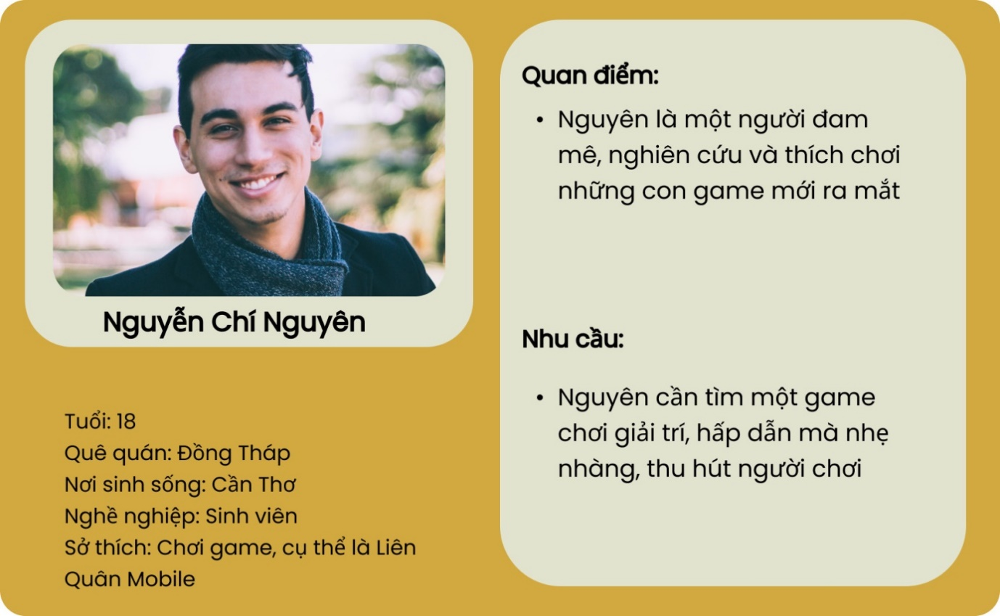 Nguyễn Chí Nguyên
Tuổi: 18
Quê quán: Đồng Tháp
Nơi sinh sống: Cần Thơ
Nghề nghiệp: Sinh viên
Sở thích: Chơi game, cụ thể là Liên
Quân Mobile
Quan điểm:
• Nguyên là một người đam
mê, nghiên cứu và thích chơi
những con game mới ra mắt
Nhu cầu:
• Nguyên cần tìm một game
chơi giải trí, hấp dẫn mà nhẹ
nhàng, thu hút người chơi